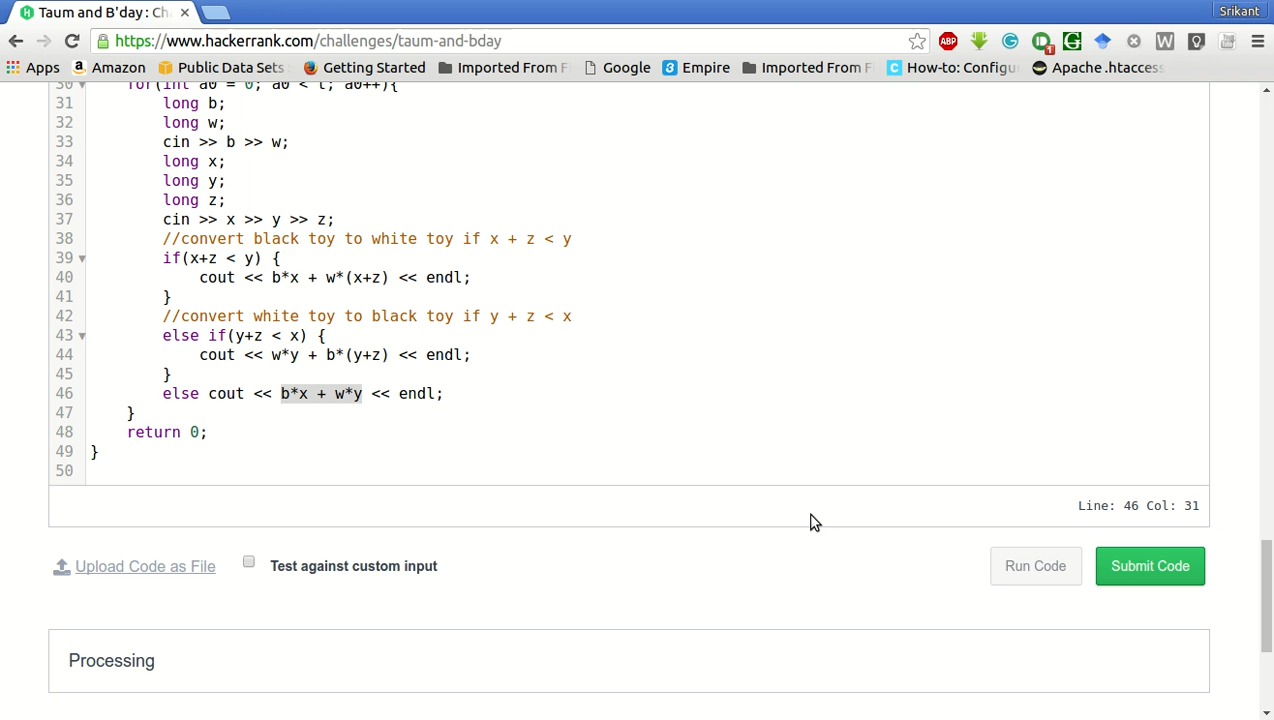 Taum and B'day : Ch
Srikant
https://www.hackerrank.com/challenges/taum-and-bday
ABP
1
G
W
Apps
Amazon
Public Data Sets
Getting Started
Imported From F
Google
Empire
Imported From F
How-to: Configu
Apache .htaccess
30 for(int a0 = 0; a0 < t; a0++){
31 long b;
32 long w;
33 cin >> b >> w;
34 long x;
35 long y;
36 long z;
37 cin >> x >> y >> z;
38 //convert black toy to white toy if x + z < y
39 if(x+z < y) {
40 cout << b*x + w*(x+z) << endl;
41 }
42 //convert white toy to black toy if y + z < x
43 else if(y+z < x) {
44 cout << w*y + b*(y+z) << endl;
45 }
46 else cout << b*x + w*y << endl;
47 }
48 return 0;
49 }
50
Line: 46 Col: 31
Upload Code as File
Test against custom input
Run Code
Submit Code
Processing